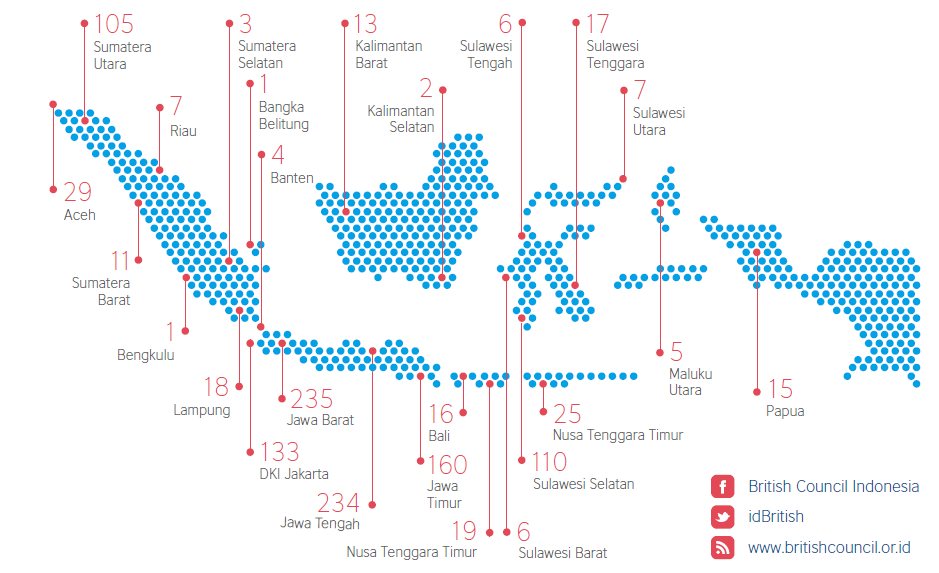 105
Sumatera
Utara
3
Sumatera
Selatan
13
Kalimantan
Barat
6
Sulawesi
Tengah
17
Sulawesi
Tenggara
1
Bangka
Belitung
2
Kalimantan
Selatan
7
Sulawesi
Utara
7
Riau
4
Banten
29
Aceh
11
Sumatera
Barat
1
Bengkulu
18
Lampung
235
Jawa Barat
133
DKI Jakarta
234
Jawa Tengah
16
Bali
160
Jawa
Timur
19
Nusa Tenggara Timur
6
Sulawesi Barat
25
Nusa Tenggara Timur
110
Sulawesi Selatan
5
Maluku
Utara
15
Papua
British Council Indonesia
idBritish
www.britishcouncil.or.id